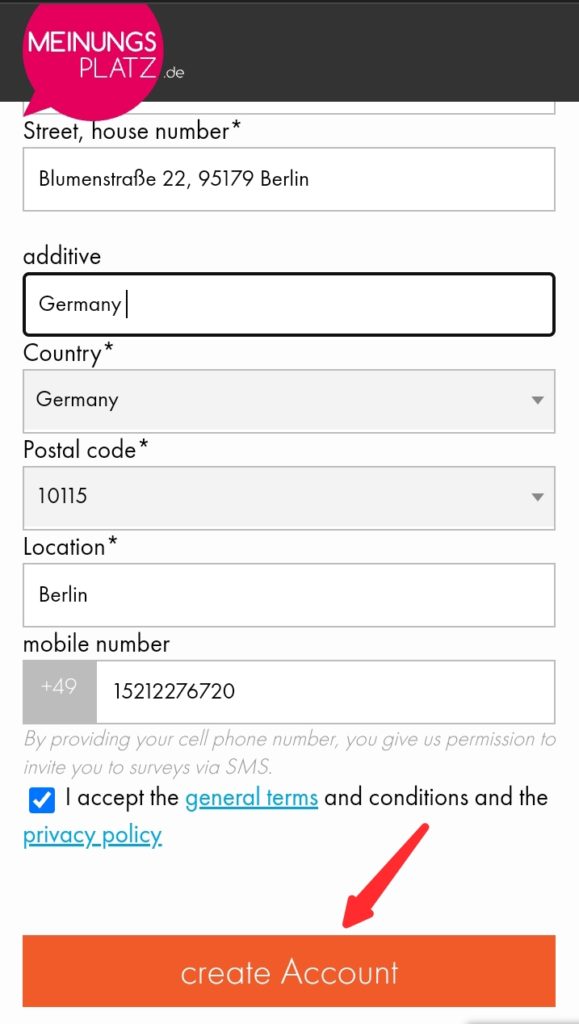 MEINUNGS
PLATZ.de
Street, house number*
Blumenstraße 22, 95179 Berlin
additive
Germany
Country*
Germany
Postal code*
10115
Location*
Berlin
mobile number
+49 15212276720
By providing your cell phone number, you give us permission to
invite you to surveys via SMS.
I accept the general terms and conditions and the
privacy policy
create Account